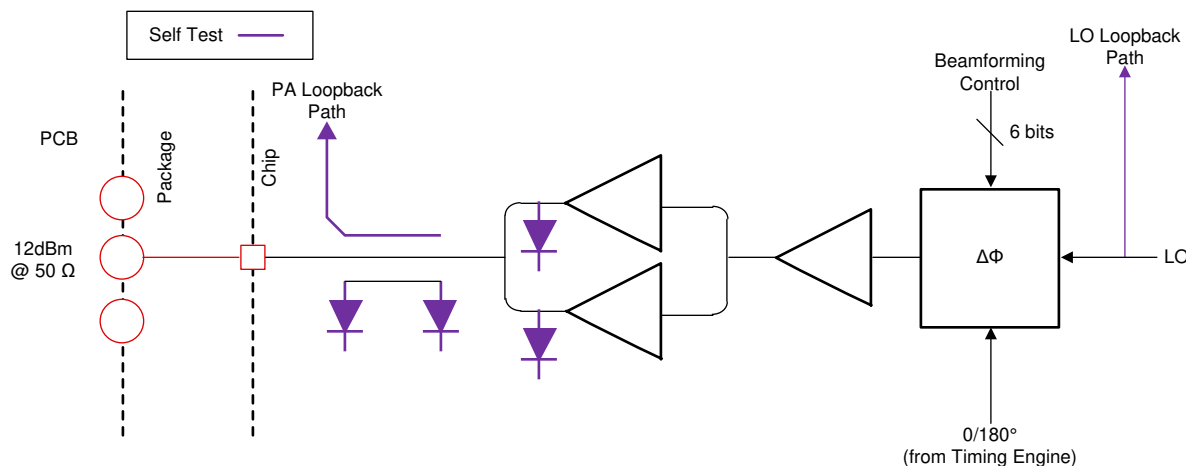 Self Test
PA Loopback
Path
LO Loopback
Path
Beamforming
Control
6 bits
PCB
Package
Chip
12dBm
@ 50 Ω
ΔΦ
LO
0/180°
(from Timing Engine)